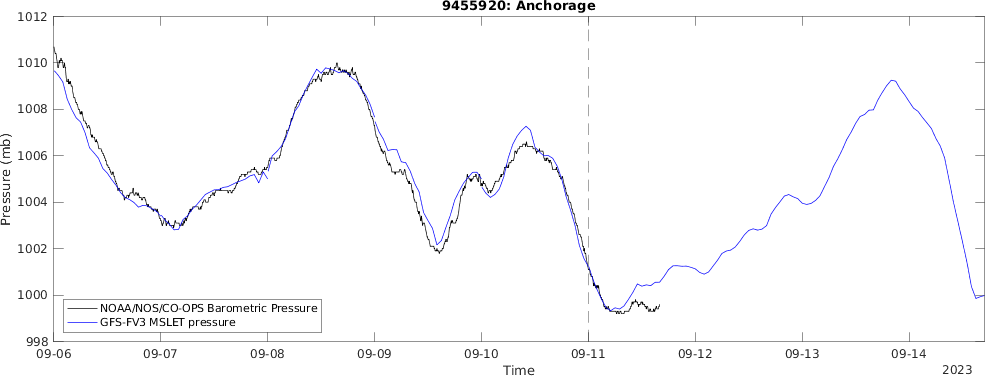 9455920: Anchorage
1012
1010
1008
1006
1004
1002
1000
998
Pressure (mb)
NOAA/NOS/CO-OPS Barometric Pressure
GFS-FV3 MSLET pressure
09-06 09-07 09-08 09-09 09-10 09-11 09-12 09-13 09-14
Time
2023